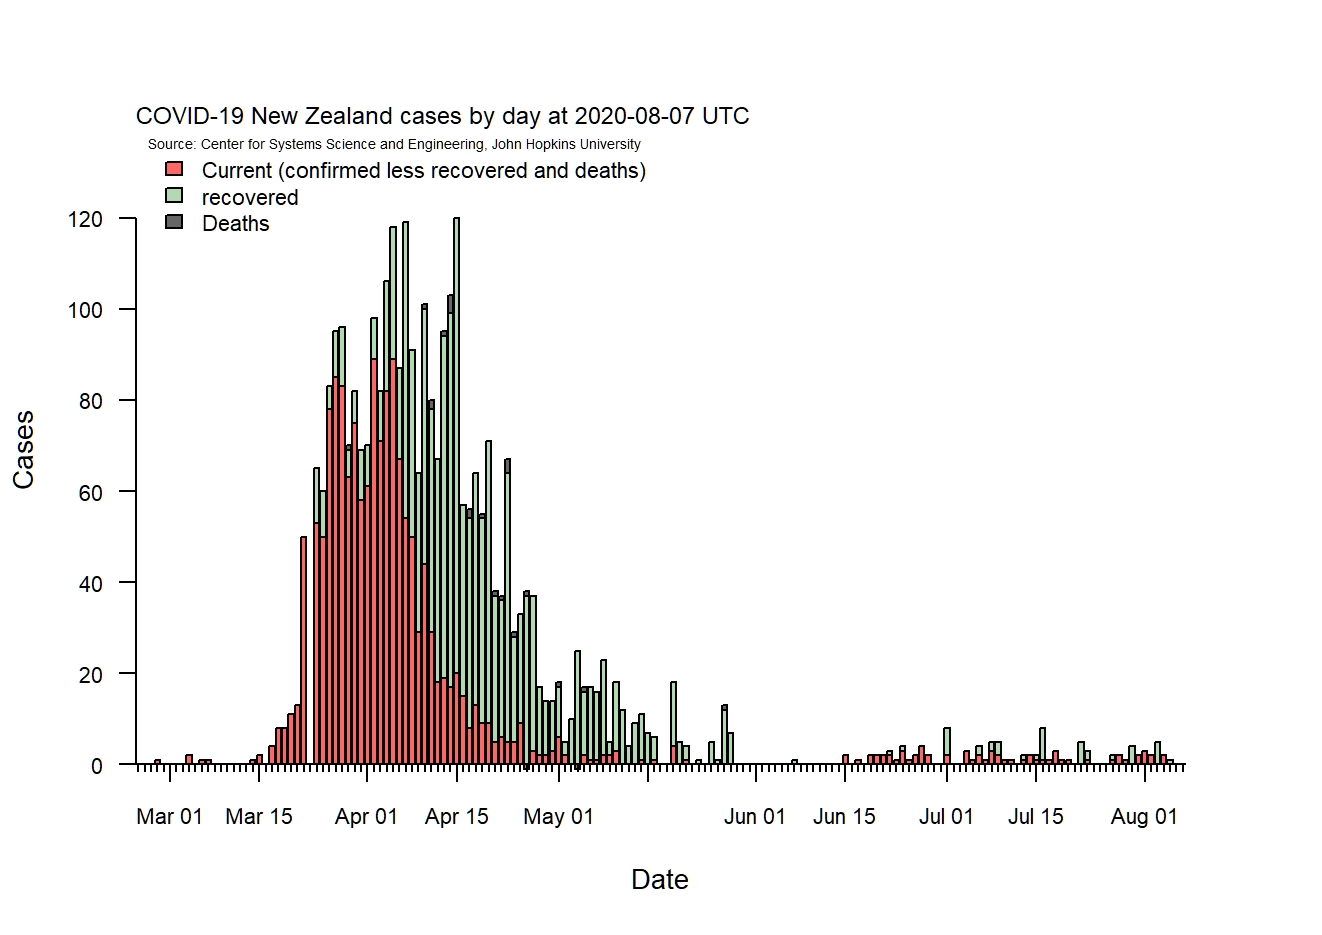 COVID-19 New Zealand cases by day at 2020-08-07 UTC
Source: Center for Systems Science and Engineering, John Hopkins University
Current (confirmed less recovered and deaths)
recovered
Deaths
120
100
80
60
40
20
0
Cases
Mar 01 Mar 15 Apr 01 Apr 15 May 01 Jun 01 Jun 15 Jul 01 Jul 15 Aug 01
Date